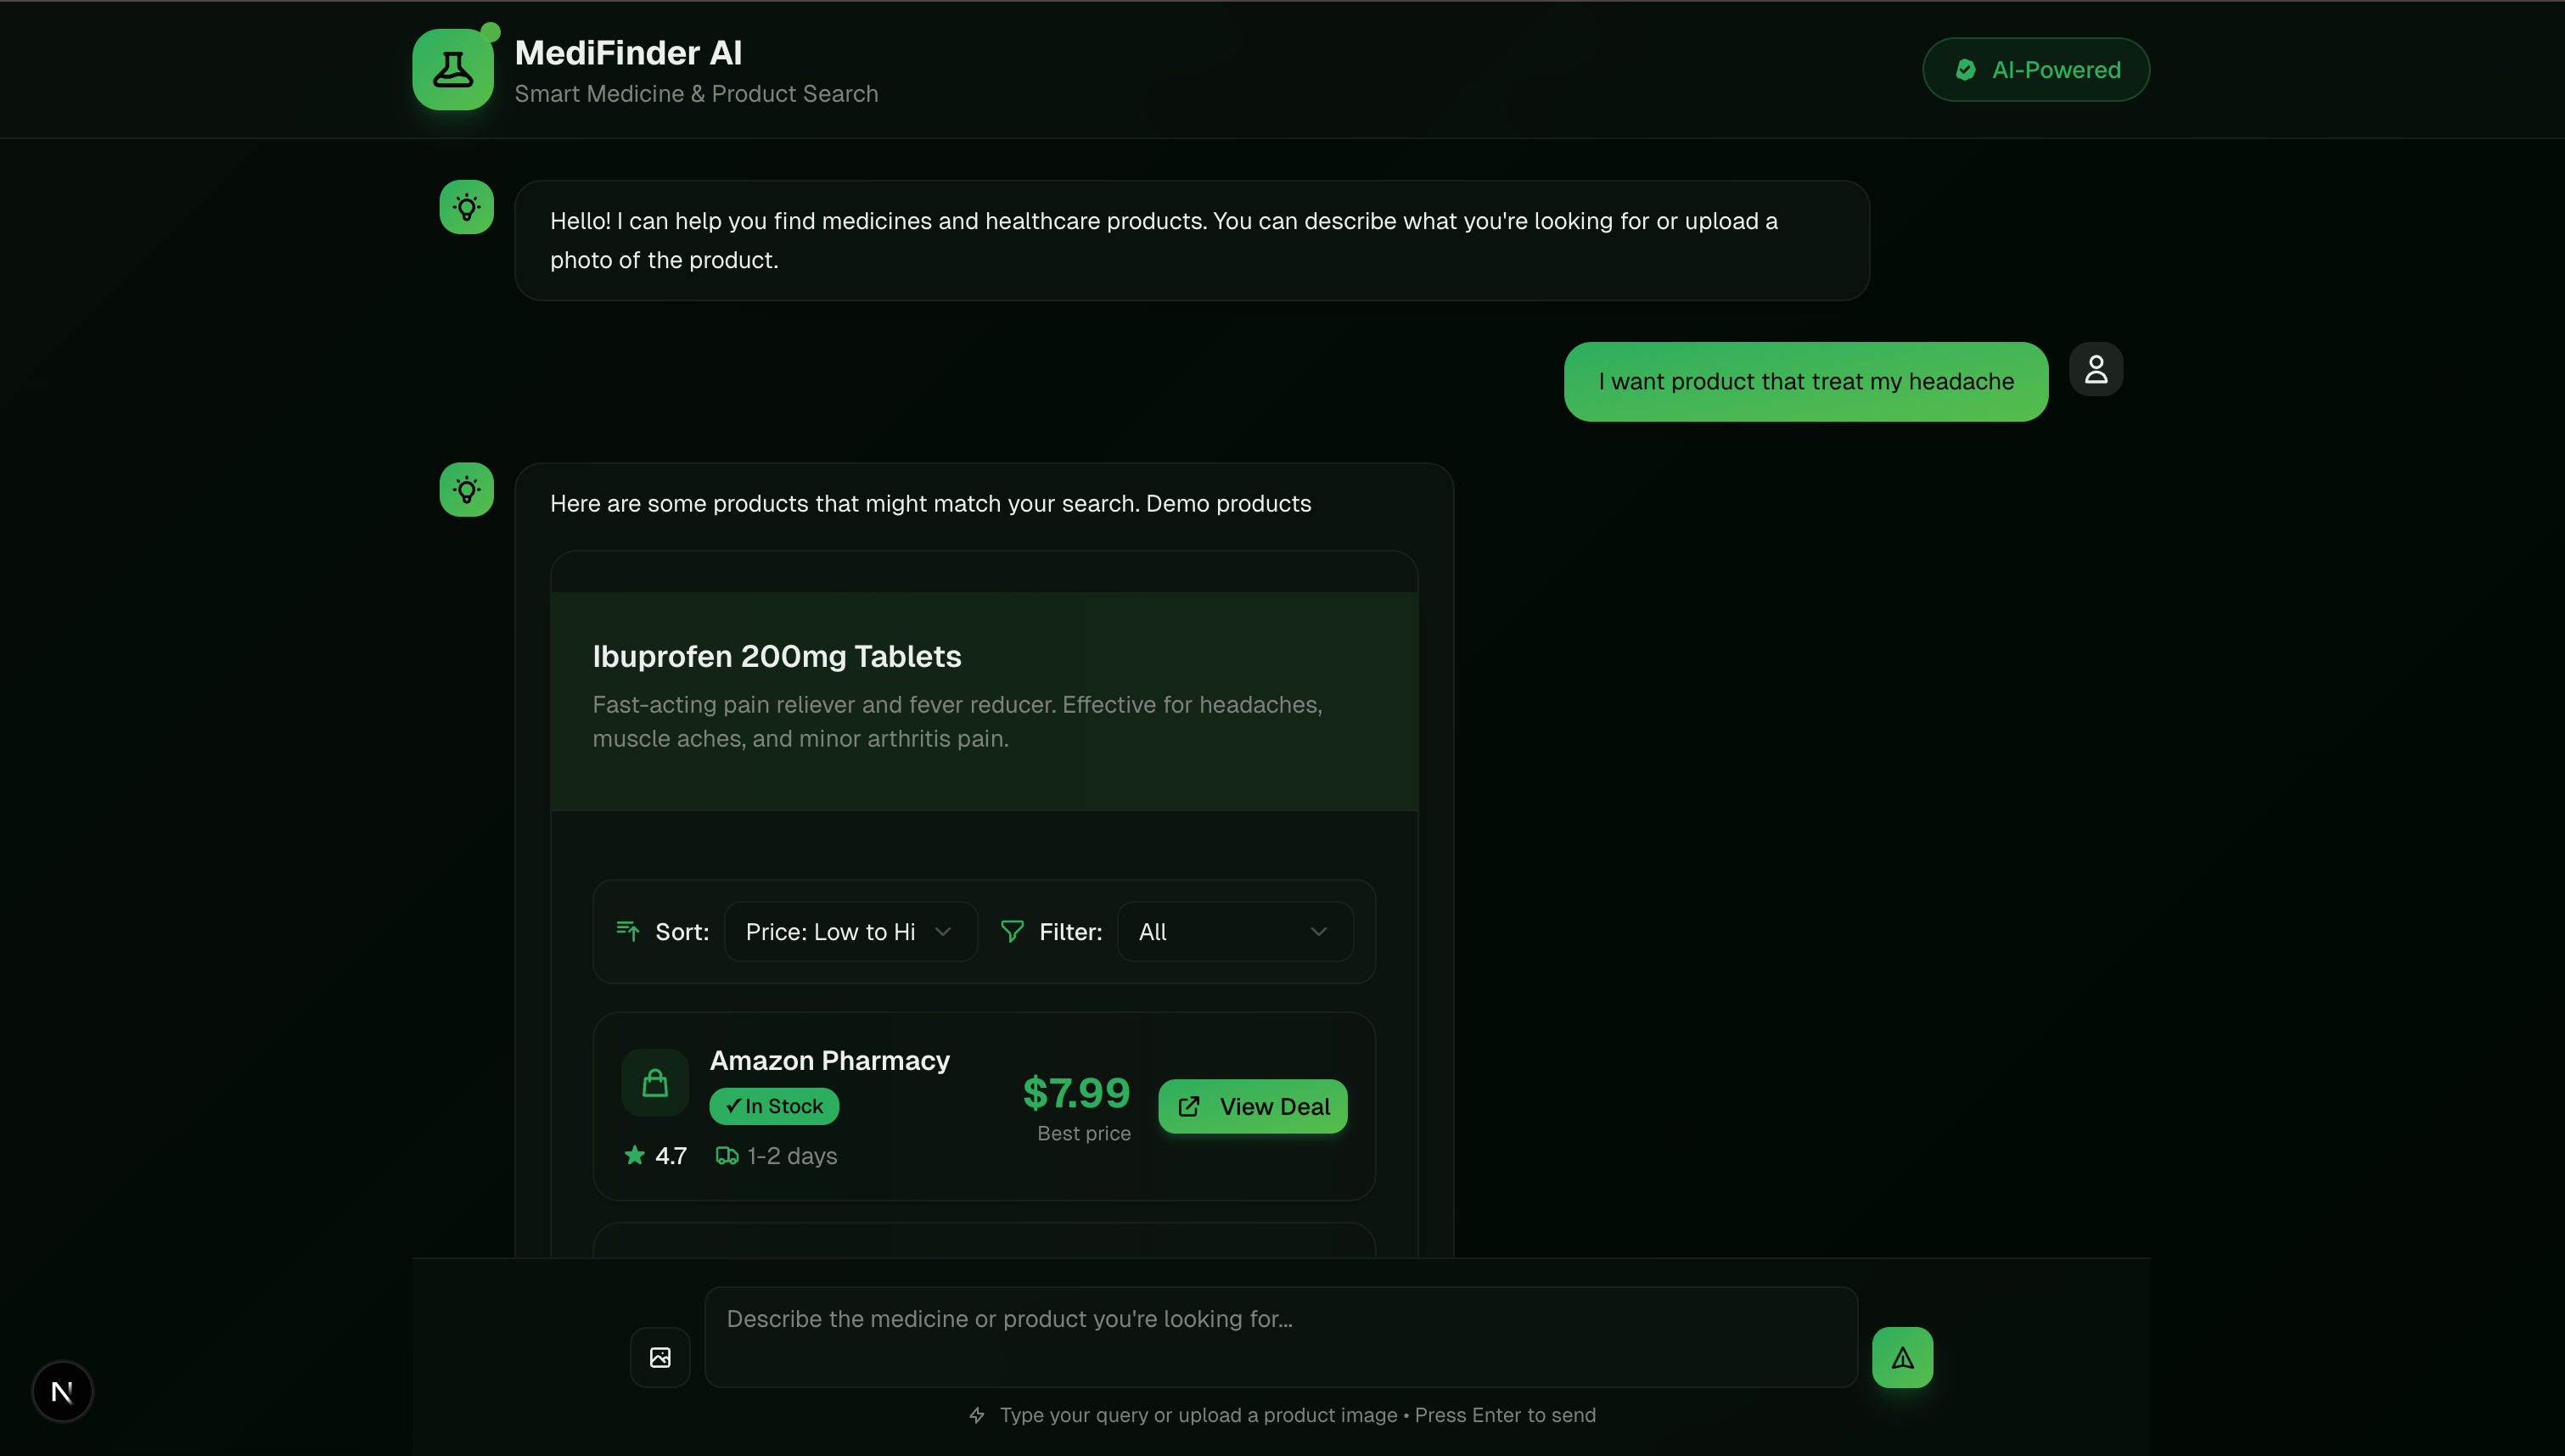 MediFinder AI
Smart Medicine & Product Search
AI-Powered
Hello! I can help you find medicines and healthcare products. You can describe what you're looking for or upload a
photo of the product.
I want product that treat my headache
Here are some products that might match your search. Demo products
Ibuprofen 200mg Tablets
Fast-acting pain reliever and fever reducer. Effective for headaches,
muscle aches, and minor arthritis pain.
Sort: Price: Low to Hi Filter: All
Amazon Pharmacy
✓ In Stock
$7.99
Best price
View Deal
4.7 1-2 days
Describe the medicine or product you're looking for...
N
Type your query or upload a product image • Press Enter to send